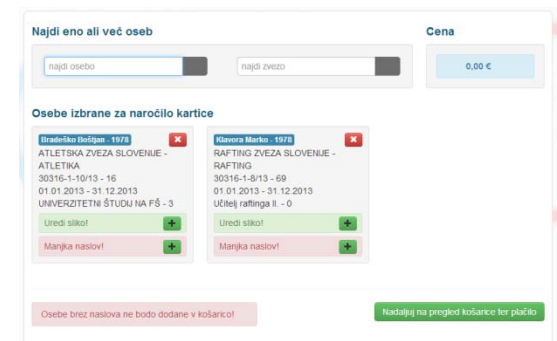 Najdi eno ali več oseb
Cena
najdi osebo
najdi zvezo
0,00 €
Osebe izbrane za naročilo kartice
Bradeško Boštjan - 1978
ATLETSKA ZVEZA SLOVENIJE -
ATLETIKA
30316-1-10/13 - 16
01.01.2013 - 31.12.2013
UNIVERZITETNI ŠTUDIJ NA FŠ - 3
Uredi sliko!
Manjka naslov!
Klavora Marko - 1978
RAFTING ZVEZA SLOVENIJE -
RAFTING
30316-1-8/13 - 69
01.01.2013 - 31.12.2013
Učitelj raftinga II. - 0
Uredi sliko!
Manjka naslov!
Osebe brez naslova ne bodo dodane v košarico!
Nadaljuj na pregled košarice ter plačilo